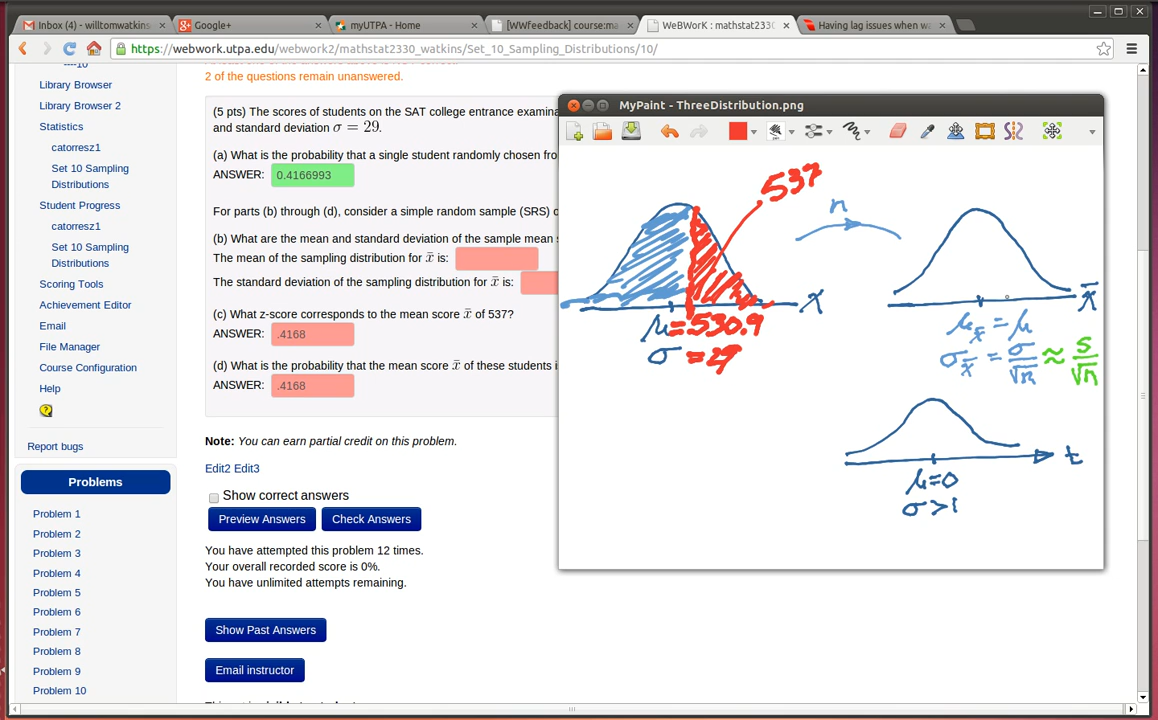 Inbox (4) - willtomwatkins
Google+
myUTPA - Home
[WWfeedback] course:ma
WeBWorK : mathstat2330
Having lag issues when w
https://webwork.utpa.edu/webwork2/mathstat2330_watkins/Set_10_Sampling_Distributions/10/
Library Browser
Library Browser 2
Statistics
catorresz1
Set 10 Sampling
Distributions
Student Progress
catorresz1
Set 10 Sampling
Distributions
Scoring Tools
Achievement Editor
Email
File Manager
Course Configuration
Help
Report bugs
Problems
Problem 1
Problem 2
Problem 3
Problem 4
Problem 5
Problem 6
Problem 7
Problem 8
Problem 9
Problem 10
2 of the questions remain unanswered.
(5 pts) The scores of students on the SAT college entrance examina
and standard deviation σ = 29.
(a) What is the probability that a single student randomly chosen fro
ANSWER: 0.4166993
For parts (b) through (d), consider a simple random sample (SRS) o
(b) What are the mean and standard deviation of the sample mean s
The mean of the sampling distribution for x̄ is:
The standard deviation of the sampling distribution for x̄ is:
(c) What z-score corresponds to the mean score x̄ of 537?
ANSWER: .4168
(d) What is the probability that the mean score x̄ of these students i
ANSWER: .4168
Note: You can earn partial credit on this problem.
Edit2 Edit3
Show correct answers
Preview Answers Check Answers
You have attempted this problem 12 times.
Your overall recorded score is 0%.
You have unlimited attempts remaining.
Show Past Answers
Email instructor
MyPaint - ThreeDistribution.png
537
n
x
μ = 530.9
σ = 29
x̄
μx̄ = μ
σx̄ = σ/√n ≈ s/√n
t
μ=0
σ>1